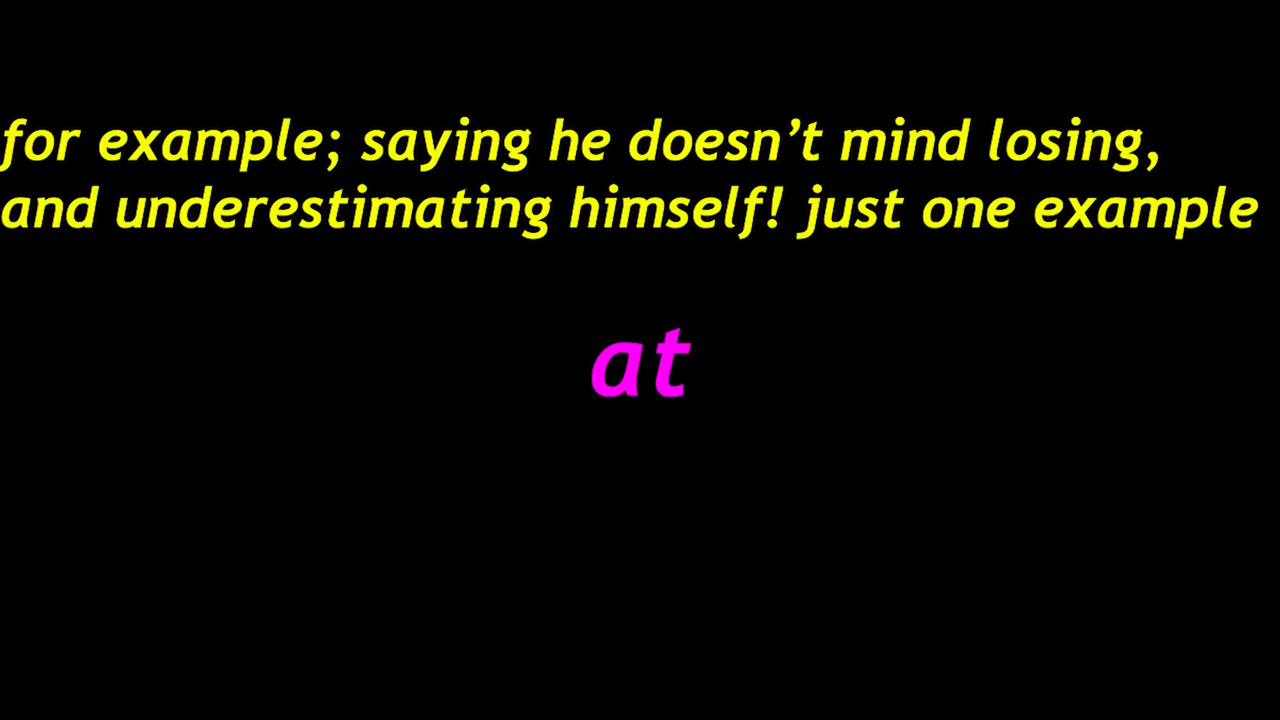 for example; saying he doesn’t mind losing,
and underestimating himself! just one example
at